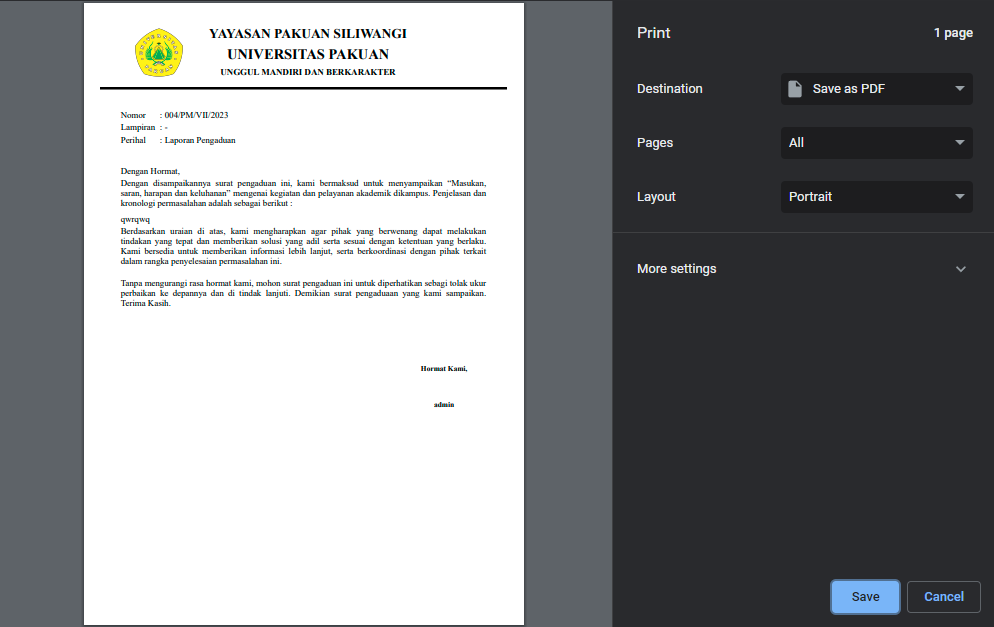 YAYASAN PAKUAN SILIWANGI
UNIVERSITAS PAKUAN
UNGGUL MANDIRI DAN BERKARAKTER
Nomor : 004/PM/VII/2023
Lampiran : -
Perihal : Laporan Pengaduan
Dengan Hormat,
Dengan disampaikannya surat pengaduan ini, kami bermaksud untuk menyampaikan “Masukan,
saran, harapan dan keluhanan” mengenai kegiatan dan pelayanan akademik dikampus. Penjelasan dan
kronologi permasalahan adalah sebagai berikut :
qwrqwq
Berdasarkan uraian di atas, kami mengharapkan agar pihak yang berwenang dapat melakukan
tindakan yang tepat dan memberikan solusi yang adil serta sesuai dengan ketentuan yang berlaku.
Kami bersedia untuk memberikan informasi lebih lanjut, serta berkoordinasi dengan pihak terkait
dalam rangka penyelesaian permasalahan ini.
Tanpa mengurangi rasa hormat kami, mohon surat pengaduan ini untuk diperhatikan sebagi tolak ukur
perbaikan ke depannya dan di tindak lanjuti. Demikian surat pengaduaan yang kami sampaikan.
Terima Kasih.
Hormat Kami,
admin
Print
1 page
Destination
Save as PDF
Pages
All
Layout
Portrait
More settings
Save
Cancel